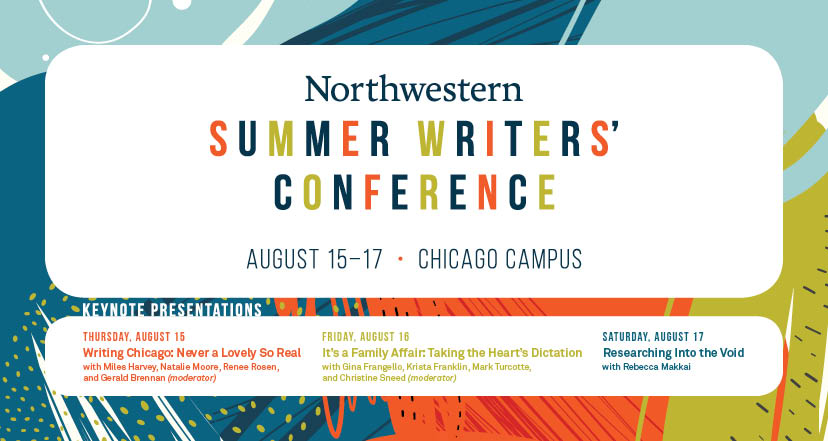 Northwestern
SUMMER WRITERS’
CONFERENCE
AUGUST 15–17 • CHICAGO CAMPUS
KEYNOTE PRESENTATIONS
THURSDAY, AUGUST 15
Writing Chicago: Never a Lovely So Real
with Miles Harvey, Natalie Moore, Renee Rosen,
and Gerald Brennan (moderator)
FRIDAY, AUGUST 16
It’s a Family Affair: Taking the Heart’s Dictation
with Gina Frangello, Krista Franklin, Mark Turcotte,
and Christine Sneed (moderator)
SATURDAY, AUGUST 17
Researching Into the Void
with Rebecca Makkai